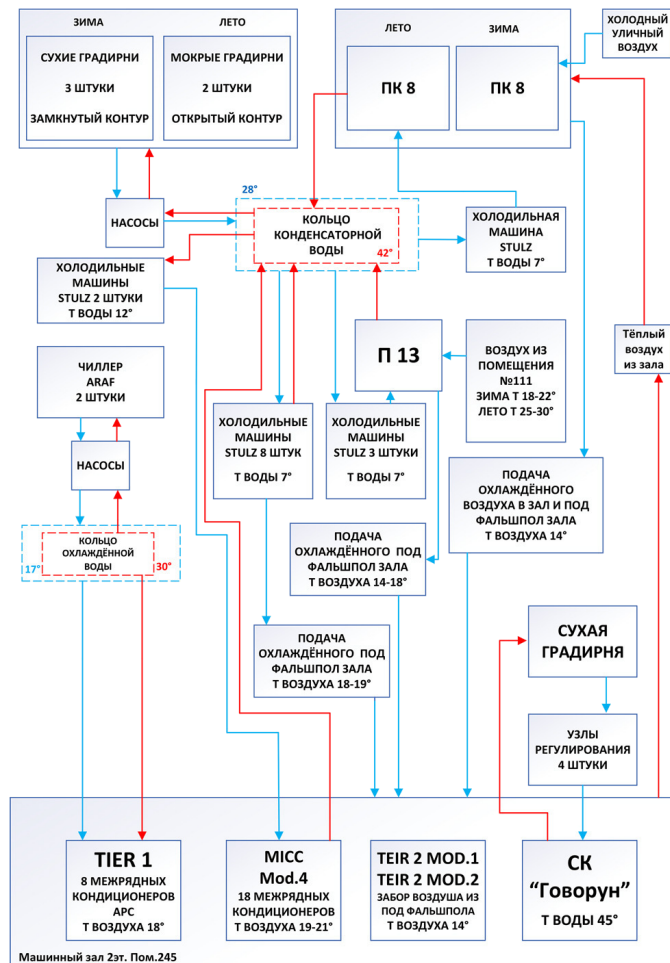 ЗИМА
ЛЕТО
СУХИЕ ГРАДИРНИ
3 ШТУКИ
ЗАМКНУТЫЙ КОНТУР
МОКРЫЕ ГРАДИРНИ
2 ШТУКИ
ОТКРЫТЫЙ КОНТУР
ЛЕТО
ЗИМА
ПК 8
ПК 8
ХОЛОДНЫЙ
УЛИЧНЫЙ
ВОЗДУХ
НАСОСЫ
28°
КОЛЬЦО
КОНДЕНСАТОРНОЙ
ВОДЫ
42°
ХОЛОДИЛЬНАЯ
МАШИНА
STULZ
Т ВОДЫ 7°
ХОЛОДИЛЬНЫЕ
МАШИНЫ
STULZ 2 ШТУКИ
Т ВОДЫ 12°
П 13
ВОЗДУХ ИЗ
ПОМЕЩЕНИЯ
№111
ЗИМА Т 18-22°
ЛЕТО Т 25-30°
Тёплый
воздух
из зала
ЧИЛЛЕР
ARAF
2 ШТУКИ
НАСОСЫ
ХОЛОДИЛЬНЫЕ
МАШИНЫ
STULZ 8 ШТУК
Т ВОДЫ 7°
ХОЛОДИЛЬНЫЕ
МАШИНЫ
STULZ 3 ШТУКИ
Т ВОДЫ 7°
ПОДАЧА
ОХЛАЖДЁННОГО
ВОЗДУХА В ЗАЛ И ПОД
ФАЛЬШПОЛ ЗАЛА
Т ВОЗДУХА 14°
КОЛЬЦО
ОХЛАЖДЁННОЙ
ВОДЫ
17°
30°
ПОДАЧА
ОХЛАЖДЁННОГО ПОД
ФАЛЬШПОЛ ЗАЛА
Т ВОЗДУХА 14-18°
ПОДАЧА
ОХЛАЖДЁННОГО ПОД
ФАЛЬШПОЛ ЗАЛА
Т ВОЗДУХА 18-19°
СУХАЯ
ГРАДИРНЯ
УЗЛЫ
РЕГУЛИРОВАНИЯ
4 ШТУКИ
TIER 1
8 МЕЖРЯДНЫХ
КОНДИЦИОНЕРОВ
АРС
Т ВОЗДУХА 18°
MICC
Mod.4
18 МЕЖРЯДНЫХ
КОНДИЦИОНЕРОВ
Т ВОЗДУХА 19-21°
TEIR 2 MOD.1
TEIR 2 MOD.2
ЗАБОР ВОЗДУША ИЗ
ПОД ФАЛЬШПОЛА
Т ВОЗДУХА 14°
СК
“Говорун”
Т ВОДЫ 45°
Машинный зал 2эт. Пом.245